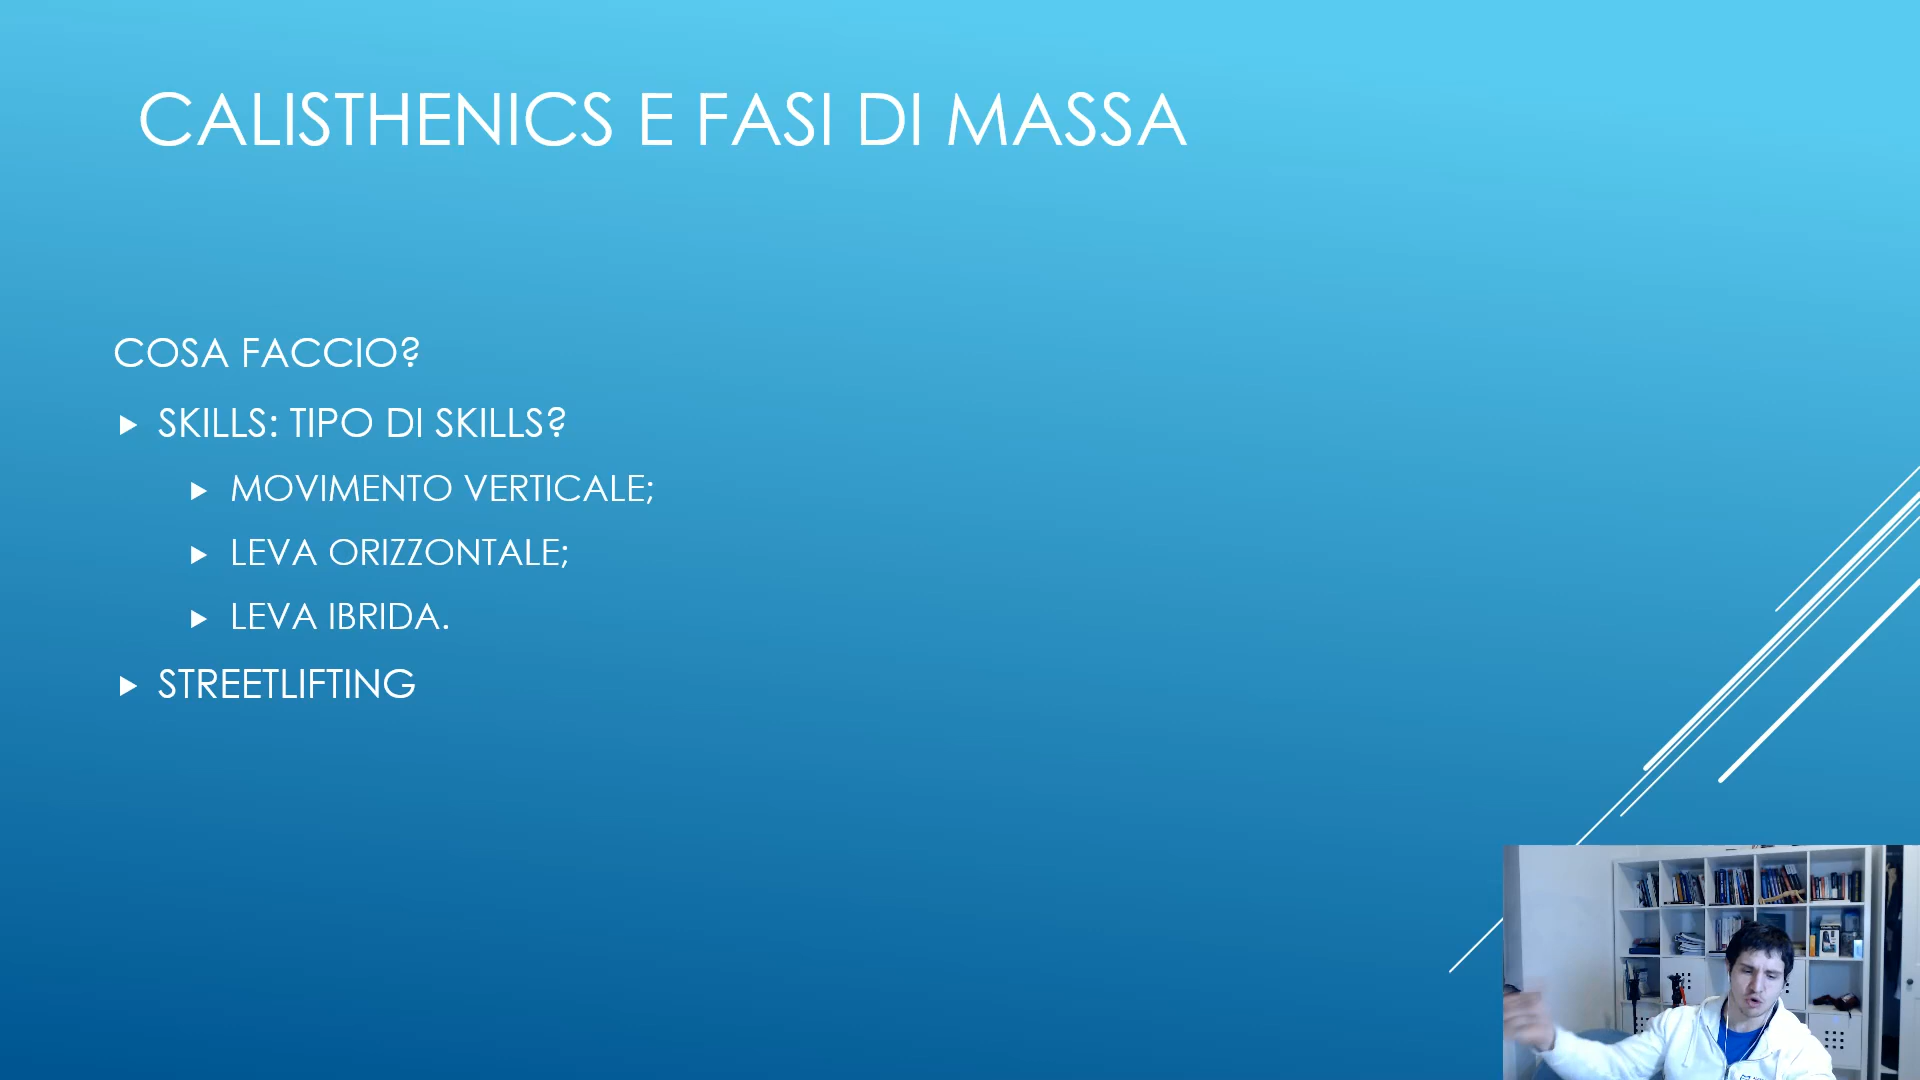 CALISTHENICS E FASI DI MASSA
COSA FACCIO?
SKILLS: TIPO DI SKILLS?
MOVIMENTO VERTICALE;
LEVA ORIZZONTALE;
LEVA IBRIDA.
STREETLIFTING